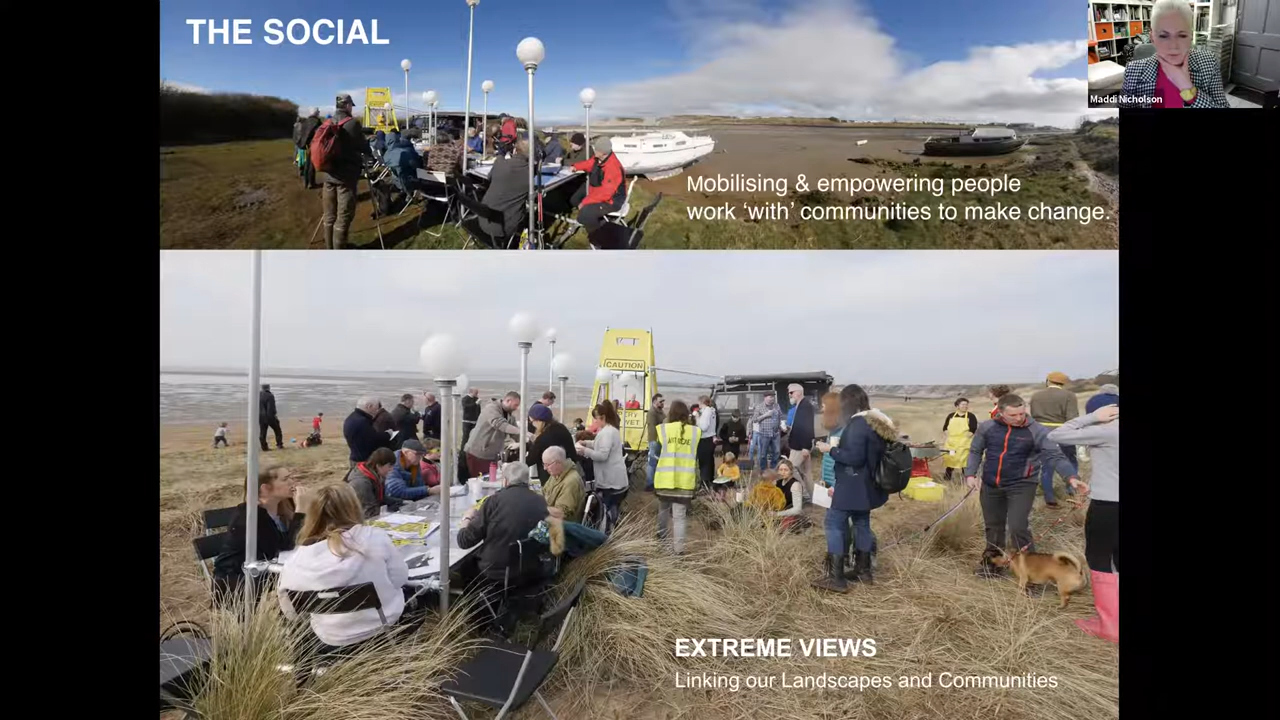 THE SOCIAL
Maddi Nicholson
Mobilising & empowering people
work ‘with’ communities to make change.
CAUTION
WET
EXTREME VIEWS
Linking our Landscapes and Communities